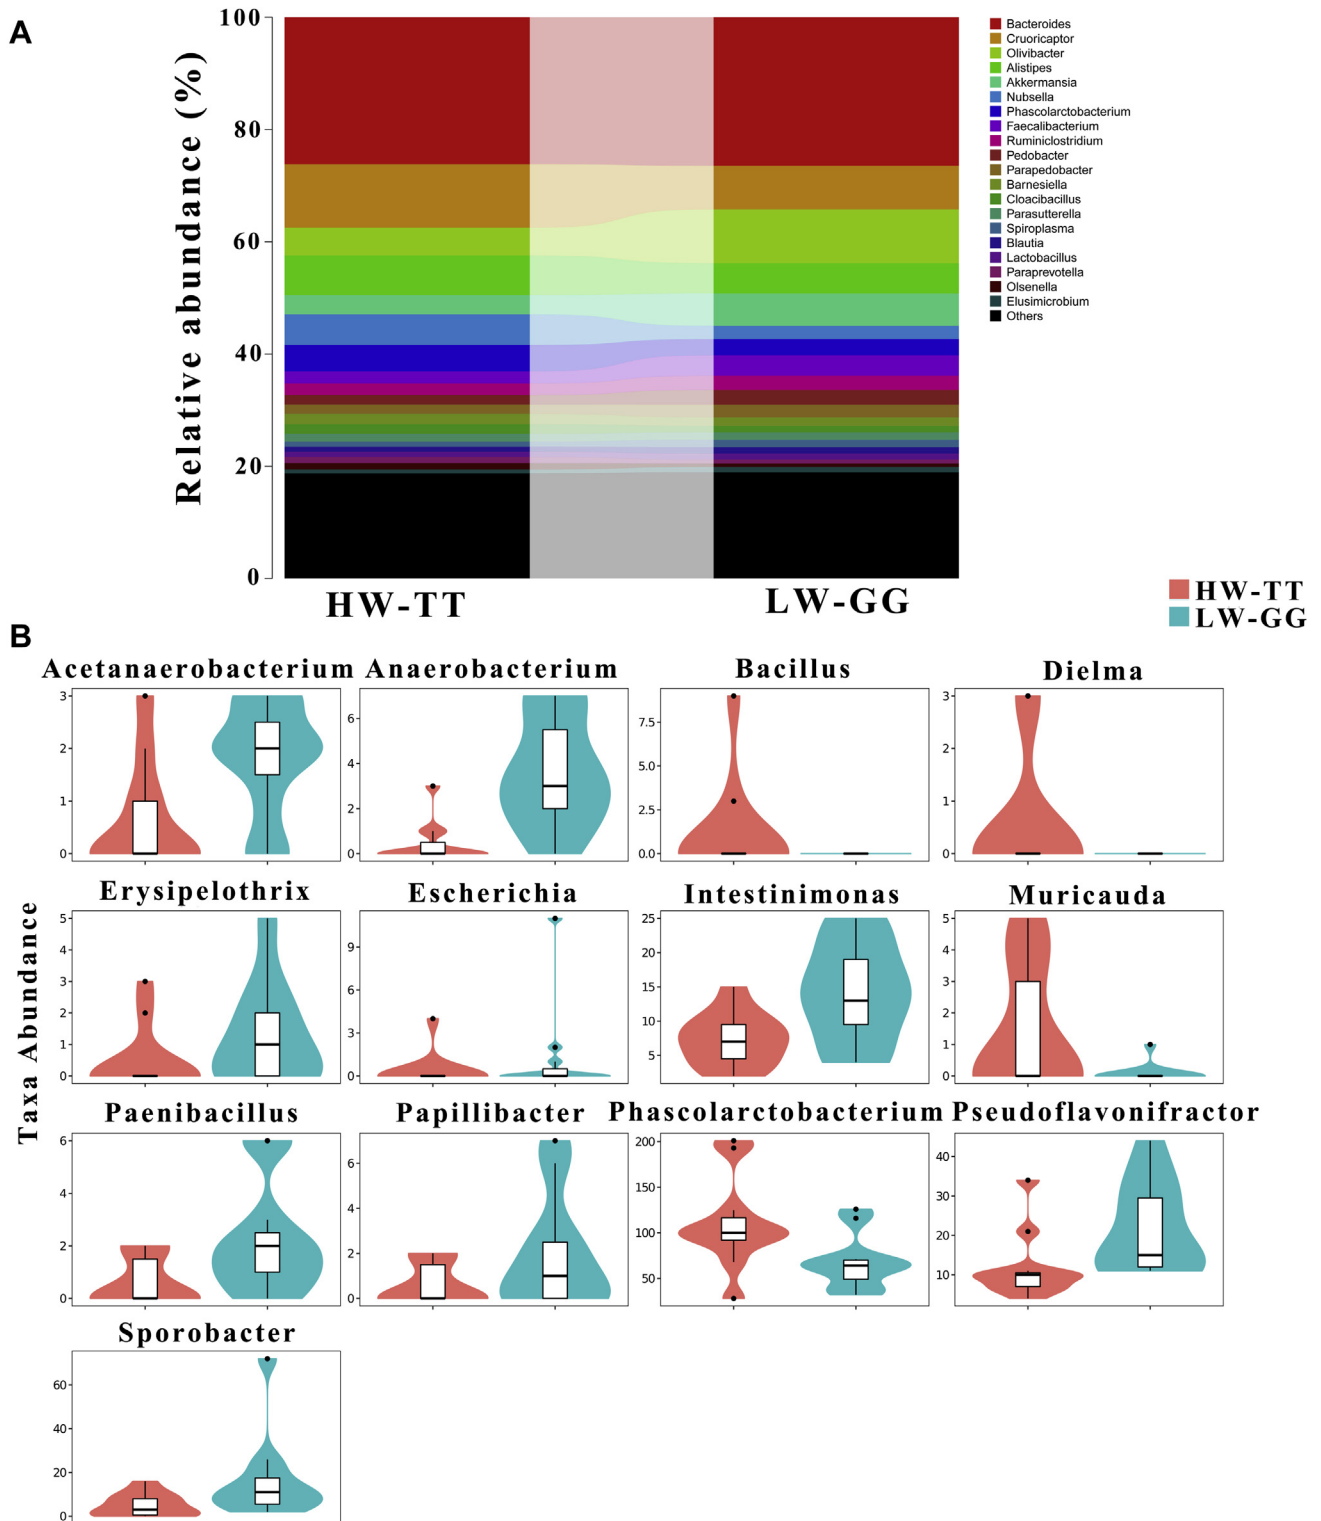 A
Relative abundance (%)
100
80
60
40
20
0
HW-TT
LW-GG
Bacteroides
Cruoricaptor
Olivibacter
Alistipes
Akkermansia
Nubsella
Phascolarctobacterium
Faecalibacterium
Ruminiclostridium
Pedobacter
Parapedobacter
Barnesiella
Cloacibacillus
Parasutterella
Spiroplasma
Blautia
Lactobacillus
Paraprevotella
Olsenella
Elusimicrobium
Others
HW-TT
LW-GG
B
Taxa Abundance
Acetanaerobacterium
3
2
1
0
Anaerobacterium
6
4
2
0
Bacillus
7.5
5.0
2.5
0.0
Dielma
3
2
1
0
Erysipelothrix
5
4
3
2
1
0
Escherichia
9
6
3
0
Intestinimonas
25
20
15
10
5
Muricauda
5
4
3
2
1
0
Paenibacillus
6
4
2
0
Papillibacter
6
4
2
0
Phascolarctobacterium
200
150
100
50
Pseudoflavonifractor
40
30
20
10
Sporobacter
60
40
20
0